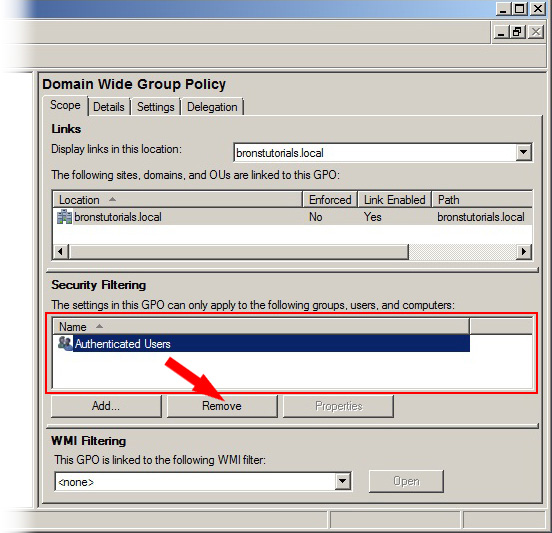 Domain Wide Group Policy
Scope Details Settings Delegation
Links
Display links in this location: bronstutorials.local
The following sites, domains, and OUs are linked to this GPO:
Location Enforced Link Enabled Path
bronstutorials.local No Yes bronstutorials.local
Security Filtering
The settings in this GPO can only apply to the following groups, users, and computers:
Name
Authenticated Users
Add... Remove Properties
WMI Filtering
This GPO is linked to the following WMI filter:
<none> Open